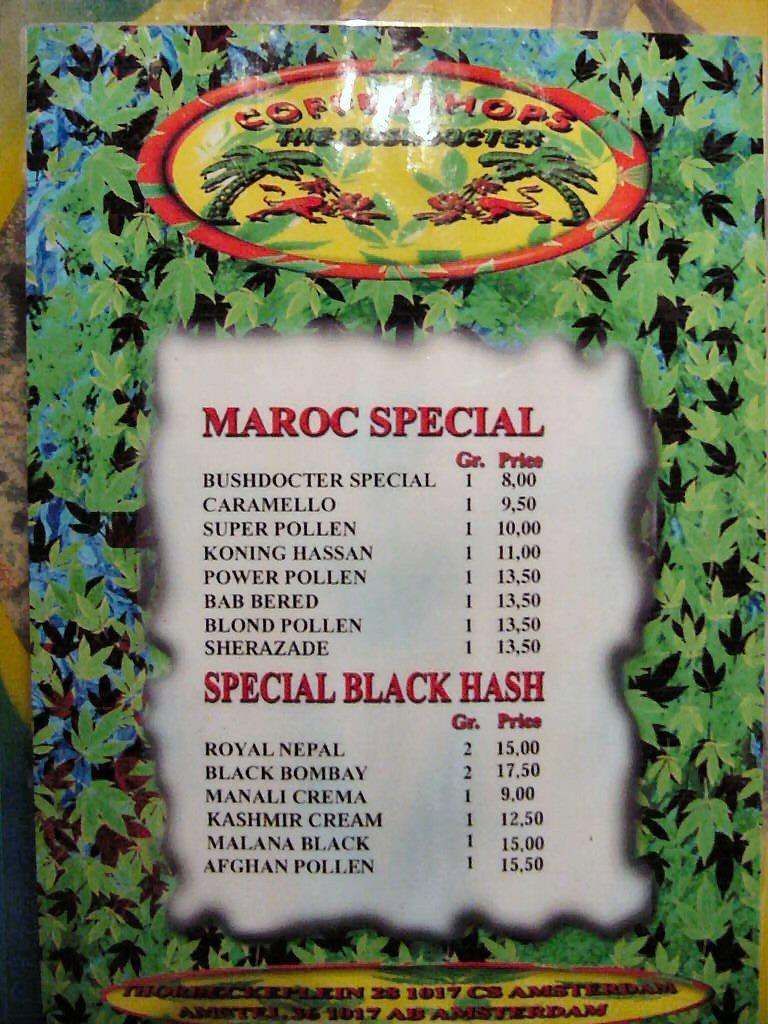 COFFEESHOPS
THE BUSHDOCTER
MAROC SPECIAL
Gr. Price
BUSHDOCTER SPECIAL 1 8,00
CARAMELLO 1 9,50
SUPER POLLEN 1 10,00
KONING HASSAN 1 11,00
POWER POLLEN 1 13,50
BAB BERED 1 13,50
BLOND POLLEN 1 13,50
SHERAZADE 1 13,50
SPECIAL BLACK HASH
Gr. Price
ROYAL NEPAL 2 15,00
BLACK BOMBAY 2 17,50
MANALI CREMA 1 9,00
KASHMIR CREAM 1 12,50
MALANA BLACK 1 15,00
AFGHAN POLLEN 1 15,50
THORBECKEPLEIN 28 1017 CS AMSTERDAM
AMSTEL 36 1017 AB AMSTERDAM